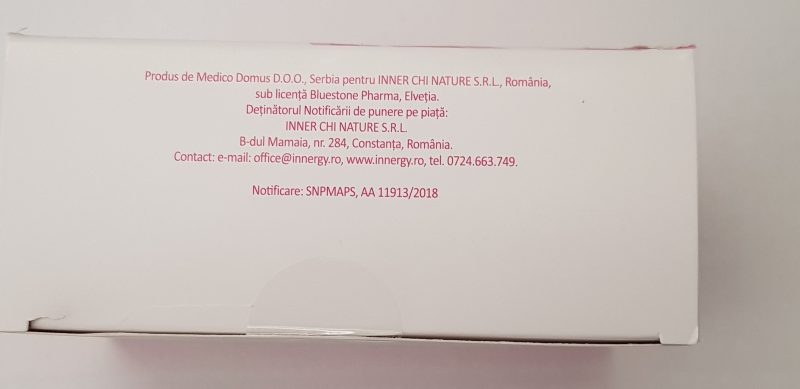 Produs de Medico Domus D.O.O., Serbia pentru INNER CHI NATURE S.R.L., România,
sub licență Bluestone Pharma, Elveția.
Deținătorul Notificării de punere pe piață:
INNER CHI NATURE S.R.L.
B-dul Mamaia, nr. 284, Constanța, România.
Contact: e-mail: office@innergy.ro, www.innergy.ro, tel. 0724.663.749.
Notificare: SNPMAPS, AA 11913/2018